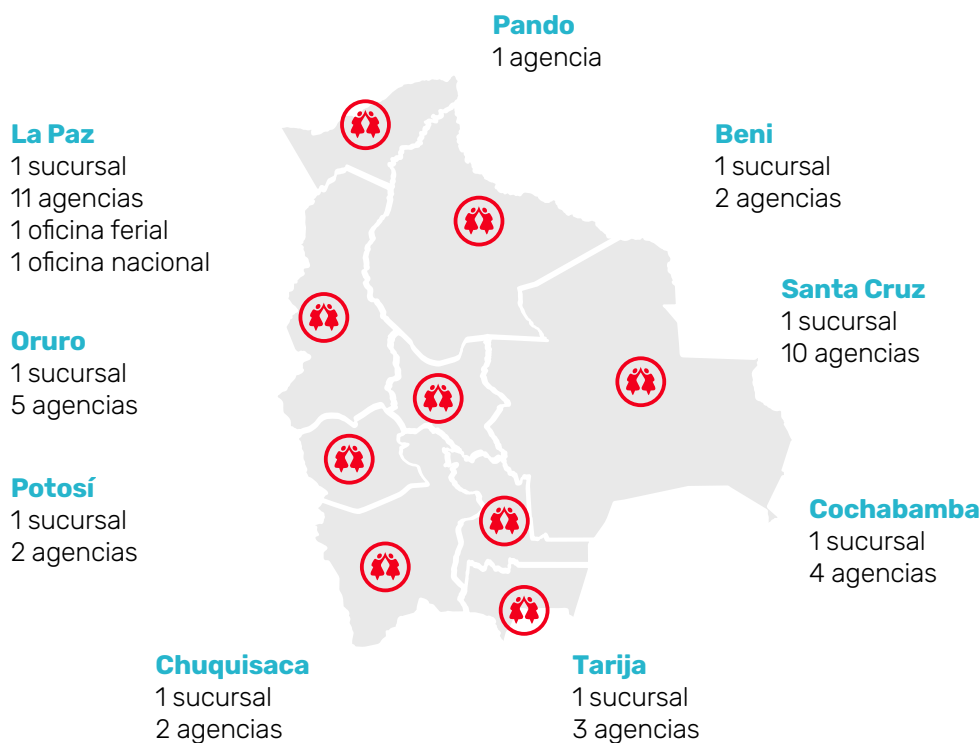 Pando
1 agencia
La Paz
1 sucursal
11 agencias
1 oficina ferial
1 oficina nacional
Beni
1 sucursal
2 agencias
Santa Cruz
1 sucursal
10 agencias
Oruro
1 sucursal
5 agencias
Potosí
1 sucursal
2 agencias
Cochabamba
1 sucursal
4 agencias
Chuquisaca
1 sucursal
2 agencias
Tarija
1 sucursal
3 agencias